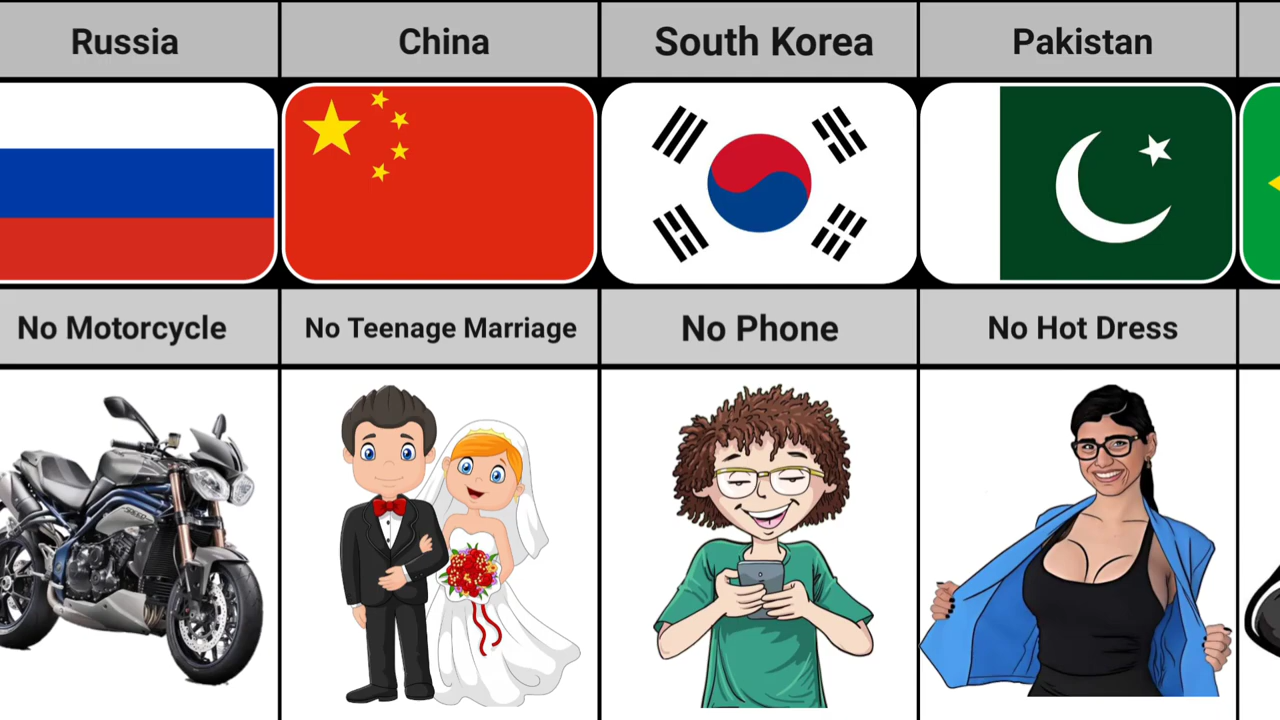 Russia
China
South Korea
Pakistan
No Motorcycle
No Teenage Marriage
No Phone
No Hot Dress